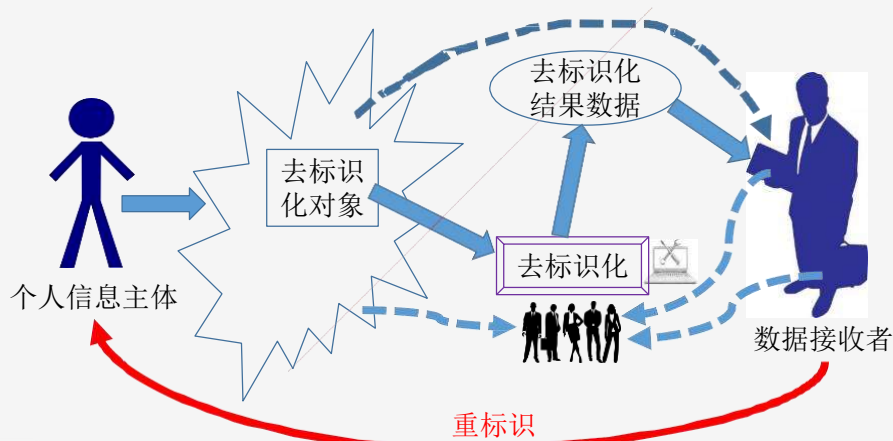 去标识化
结果数据
去标识
化对象
去标识化
个人信息主体
数据接收者
重标识